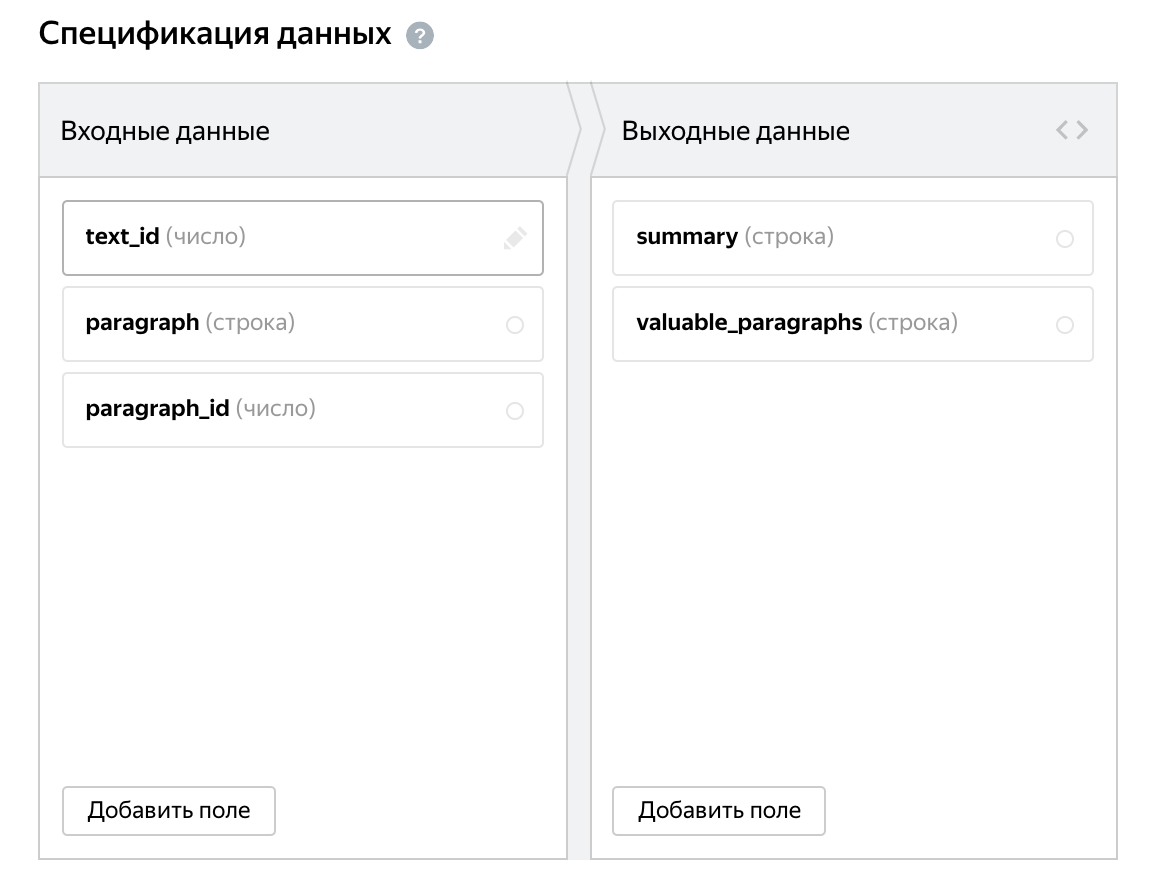 Спецификация данных ?
Входные данные
Выходные данные
text_id (число)
paragraph (строка)
paragraph_id (число)
summary (строка)
valuable_paragraphs (строка)
Добавить поле
Добавить поле